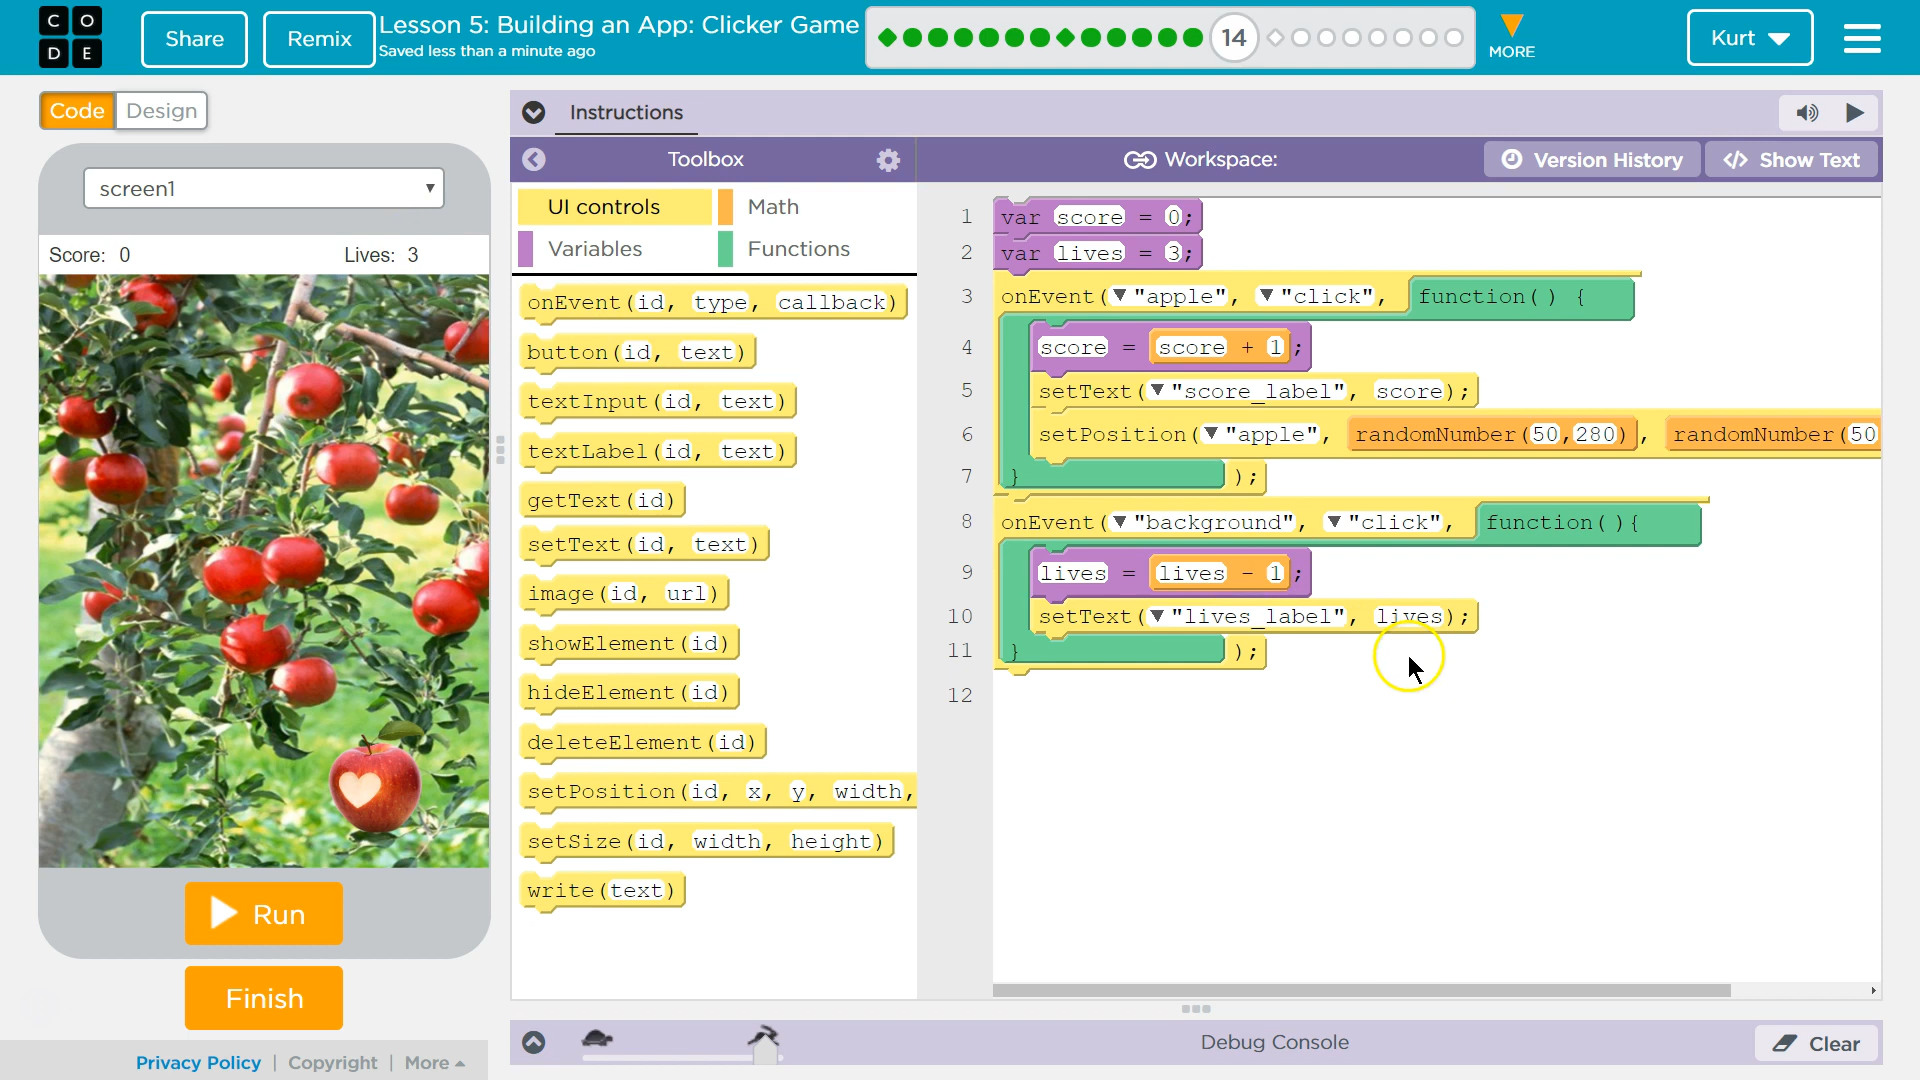 CODE
Share
Remix
Lesson 5: Building an App: Clicker Game
Saved less than a minute ago
14
MORE
Kurt
Code
Design
Instructions
screen1
Toolbox
Workspace:
Version History
</> Show Text
Score: 0
Lives: 3
UI controls
Math
Variables
Functions
onEvent(id, type, callback)
button(id, text)
textInput(id, text)
textLabel(id, text)
getText(id)
setText(id, text)
image(id, url)
showElement(id)
hideElement(id)
deleteElement(id)
setPosition(id, x, y, width,
setSize(id, width, height)
write(text)
1 var score = 0;
2 var lives = 3;
3 onEvent("apple", "click", function() {
4 score = score + 1;
5 setText("score_label", score);
6 setPosition("apple", randomNumber(50,280), randomNumber(50
7 } );
8 onEvent("background", "click", function(){
9 lives = lives - 1;
10 setText("lives_label", lives);
11 } );
12
Run
Finish
Debug Console
Clear
Privacy Policy | Copyright | More